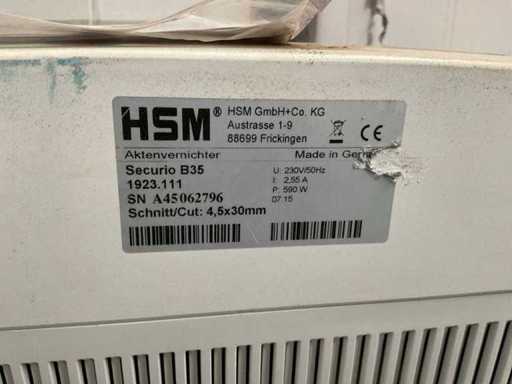 HSM® HSM GmbH+Co. KG
Austrasse 1-9
88699 Frickingen
Aktenvernichter Made in Germ
Securio B35 U: 230V/50Hz
1923.111 I: 2,55 A
SN A45062796 P: 590 W
Schnitt/Cut: 4,5x30mm 07 15
CE